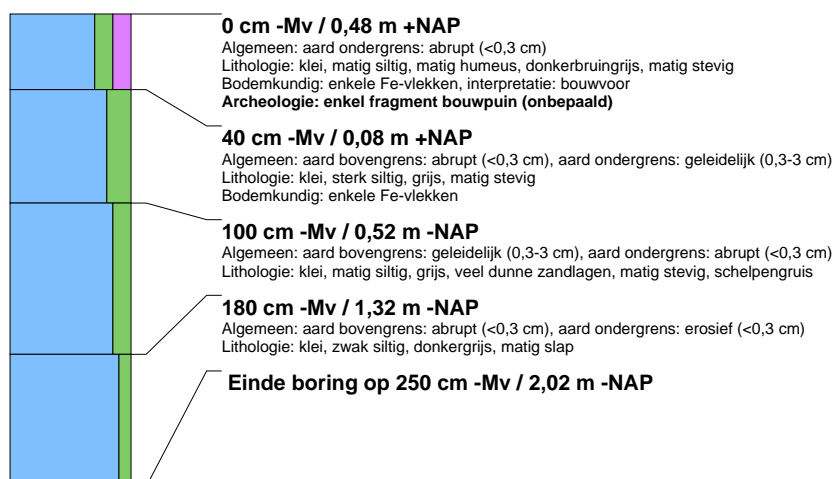 0 cm -Mv / 0,48 m +NAP
Algemeen: aard ondergrens: abrupt (<0,3 cm)
Lithologie: klei, matig siltig, matig humeus, donkerbruingrijs, matig stevig
Bodemkundig: enkele Fe-vlekken, interpretatie: bouwvoor
Archeologie: enkel fragment bouwpuin (onbepaald)
40 cm -Mv / 0,08 m +NAP
Algemeen: aard bovengrens: abrupt (<0,3 cm), aard ondergrens: geleidelijk (0,3-3 cm)
Lithologie: klei, sterk siltig, grijs, matig stevig
Bodemkundig: enkele Fe-vlekken
100 cm -Mv / 0,52 m -NAP
Algemeen: aard bovengrens: geleidelijk (0,3-3 cm), aard ondergrens: abrupt (<0,3 cm)
Lithologie: klei, matig siltig, grijs, veel dunne zandlagen, matig stevig, schelpengruis
180 cm -Mv / 1,32 m -NAP
Algemeen: aard bovengrens: abrupt (<0,3 cm), aard ondergrens: erosief (<0,3 cm)
Lithologie: klei, zwak siltig, donkergrijs, matig slap
Einde boring op 250 cm -Mv / 2,02 m -NAP